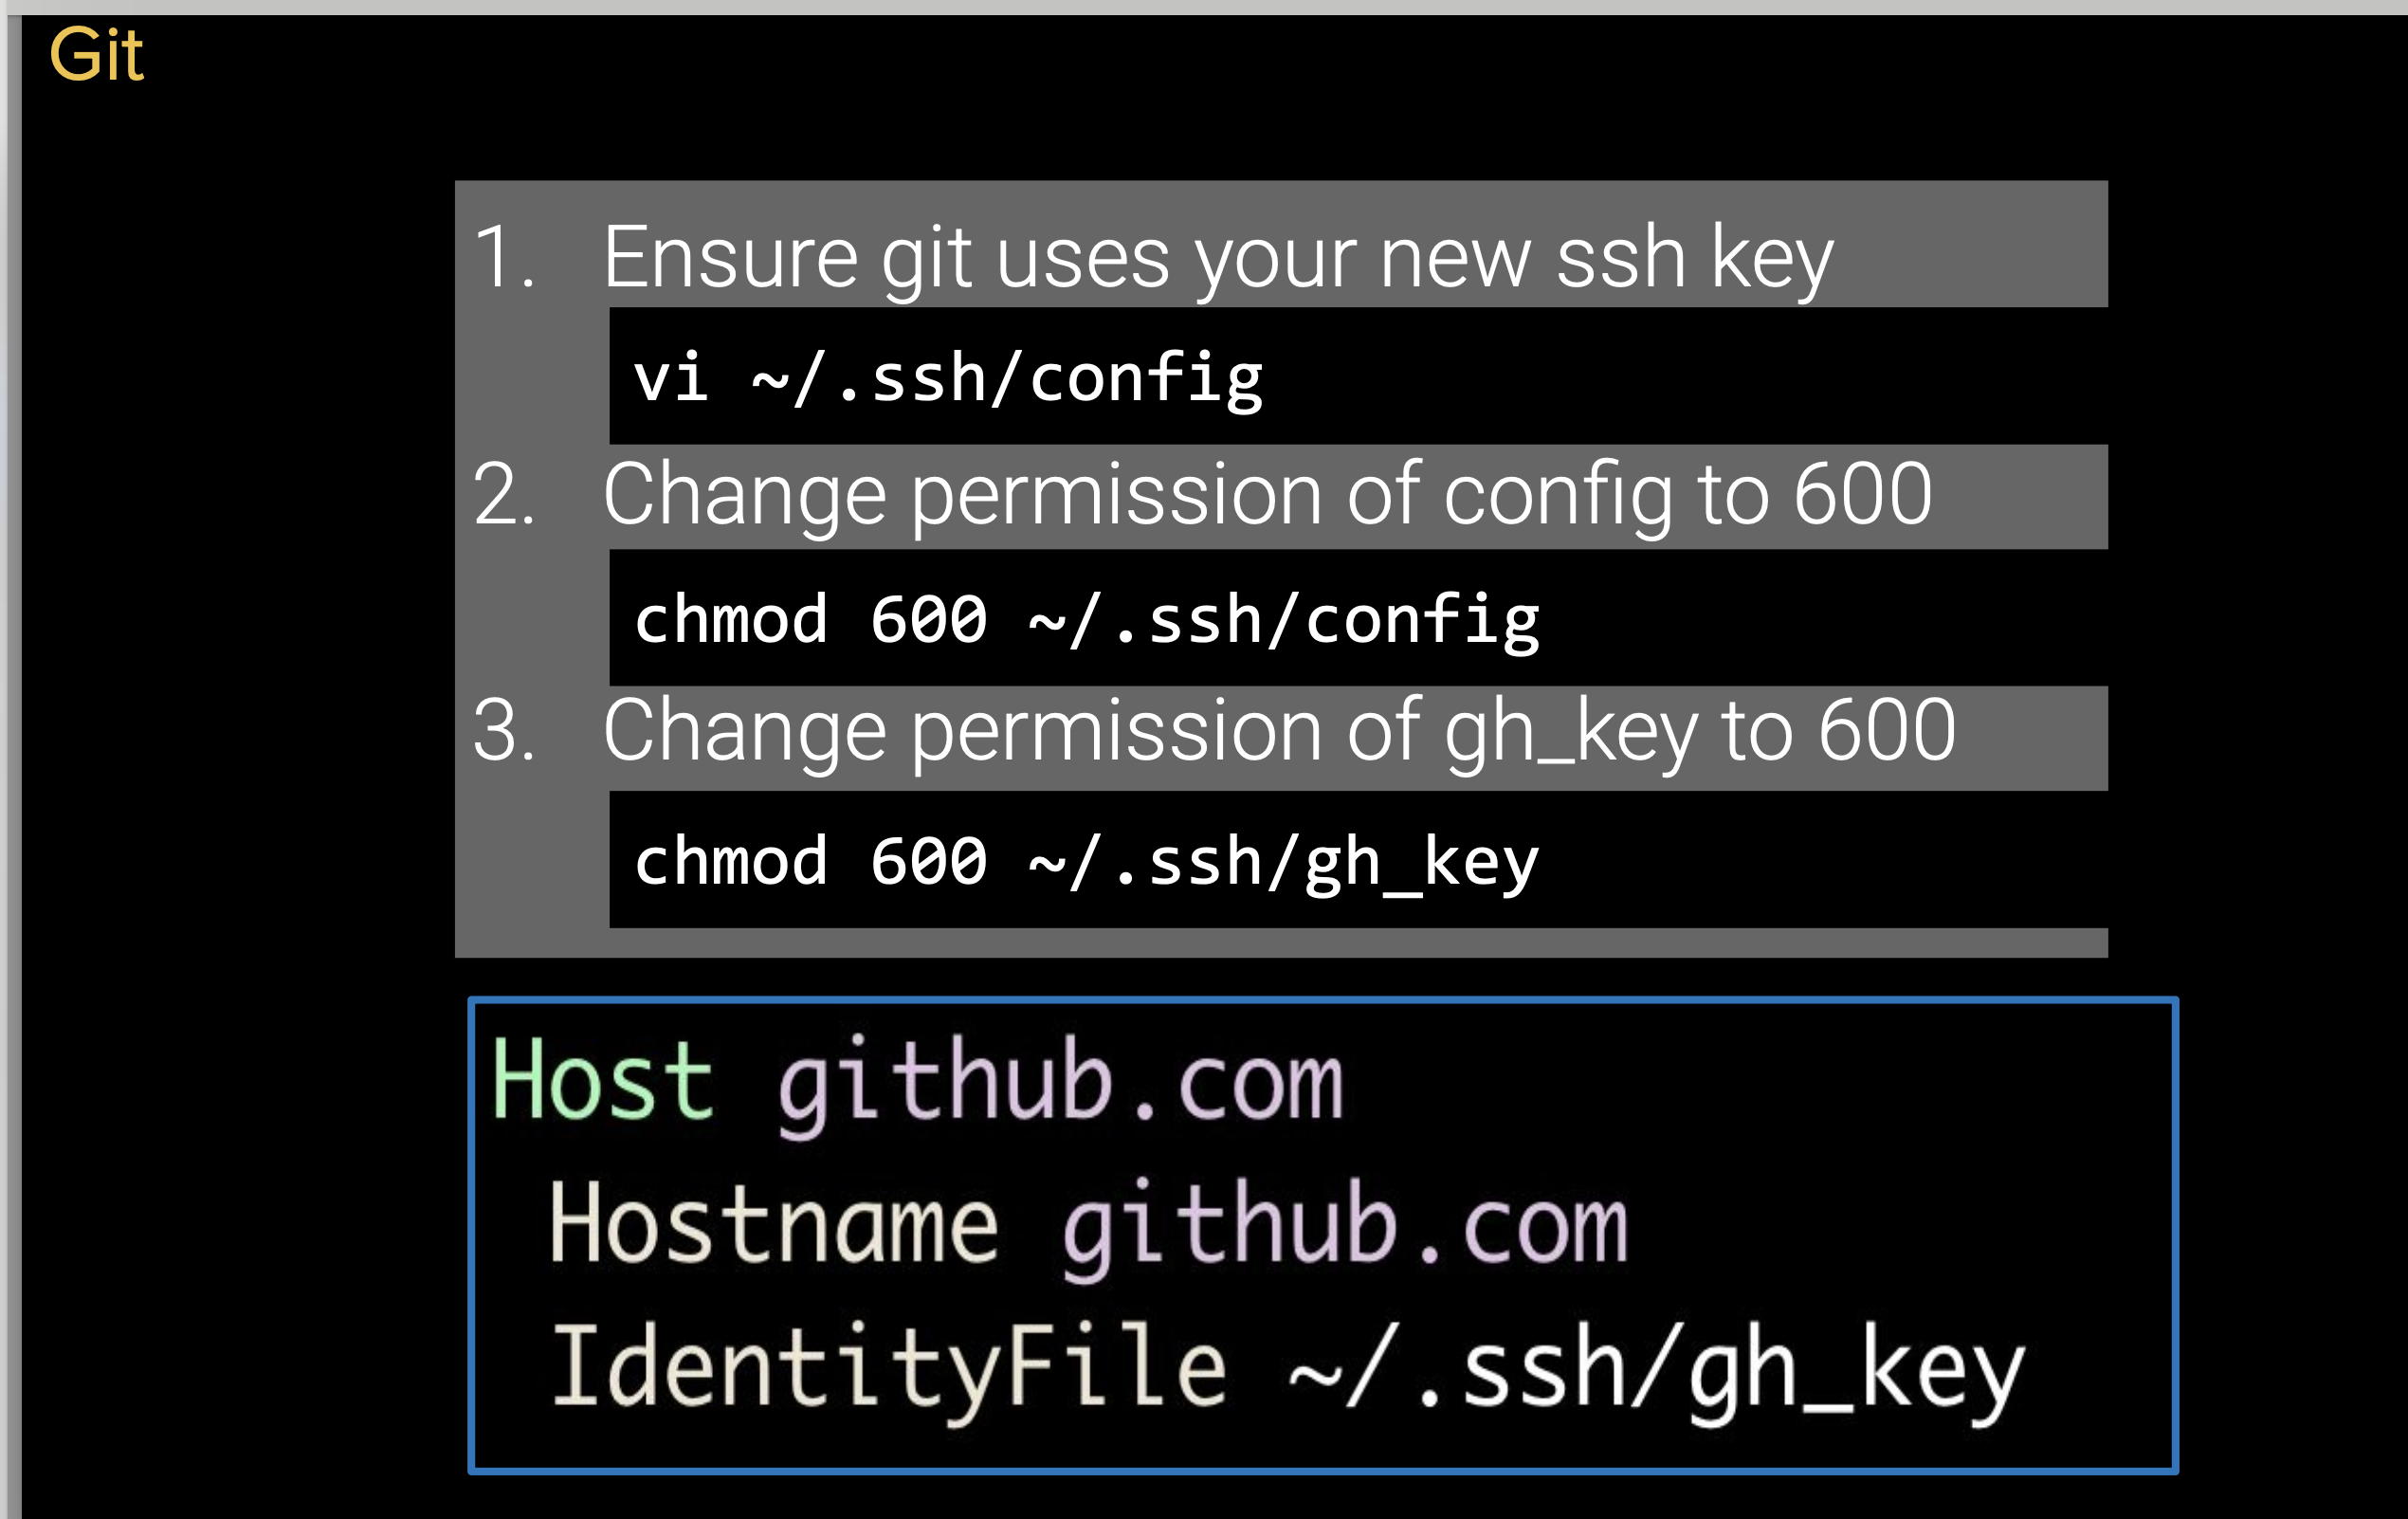 Git
1. Ensure git uses your new ssh key
vi ~/.ssh/config
2. Change permission of config to 600
chmod 600 ~/.ssh/config
3. Change permission of gh_key to 600
chmod 600 ~/.ssh/gh_key
Host github.com
Hostname github.com
IdentityFile ~/.ssh/gh_key